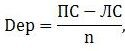 Dep = ПС − ЛС / n,